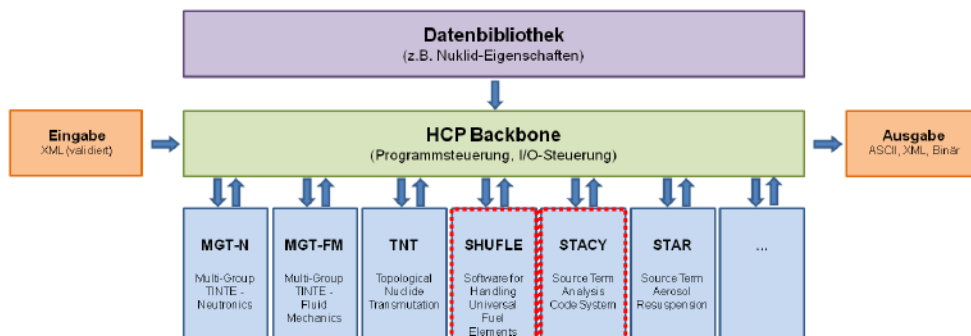 Datenbibliothek
(z.B. Nuklid-Eigenschaften)
Eingabe
XML (validiert)
HCP Backbone
(Programmsteuerung, I/O-Steuerung)
Ausgabe
ASCII, XML, Binär
MGT-N
Multi-Group
TINTE -
Neutronics
MGT-FM
Multi-Group
TINTE -
Fluid
Mechanics
TNT
Topological
Nuclide
Transmutation
SHUFLE
Software for
Handling
Universal
Fuel
Elements
STACY
Source Term
Analysis
Code System
STAR
Source Term
Aerosol
Resuspension
...